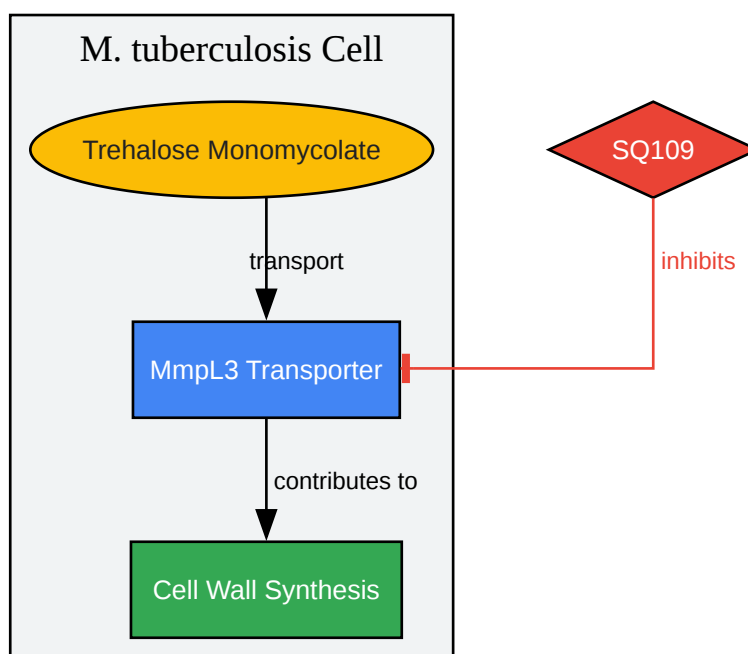 M. tuberculosis Cell
Trehalose Monomycolate
SQ109
transport
inhibits
MmpL3 Transporter
contributes to
Cell Wall Synthesis